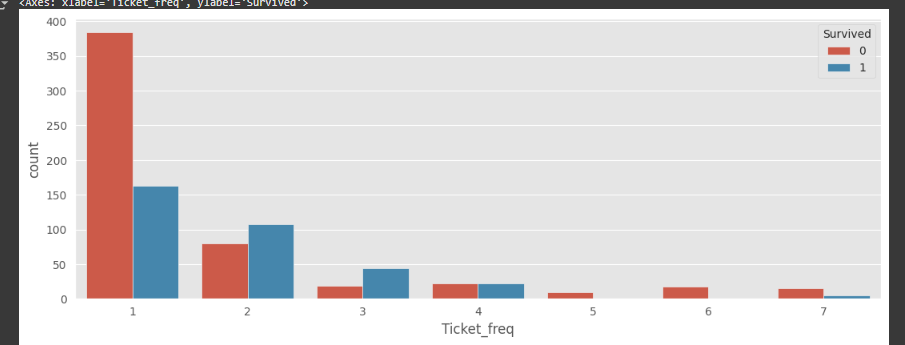 <Axes: xlabel='Ticket_freq', ylabel='Survived'>
400
350
300
250
200
150
100
50
0
count
Survived
0
1
1 2 3 4 5 6 7
Ticket_freq